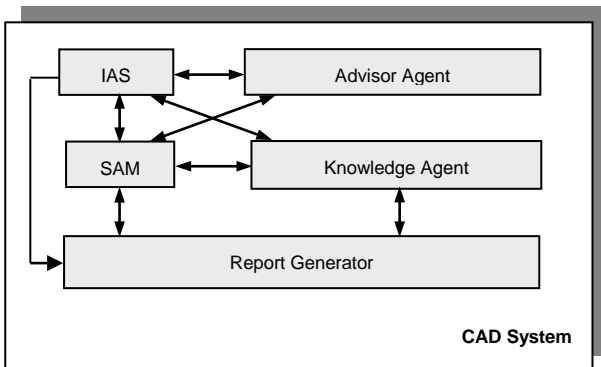 IAS
Advisor Agent
SAM
Knowledge Agent
Report Generator
CAD System